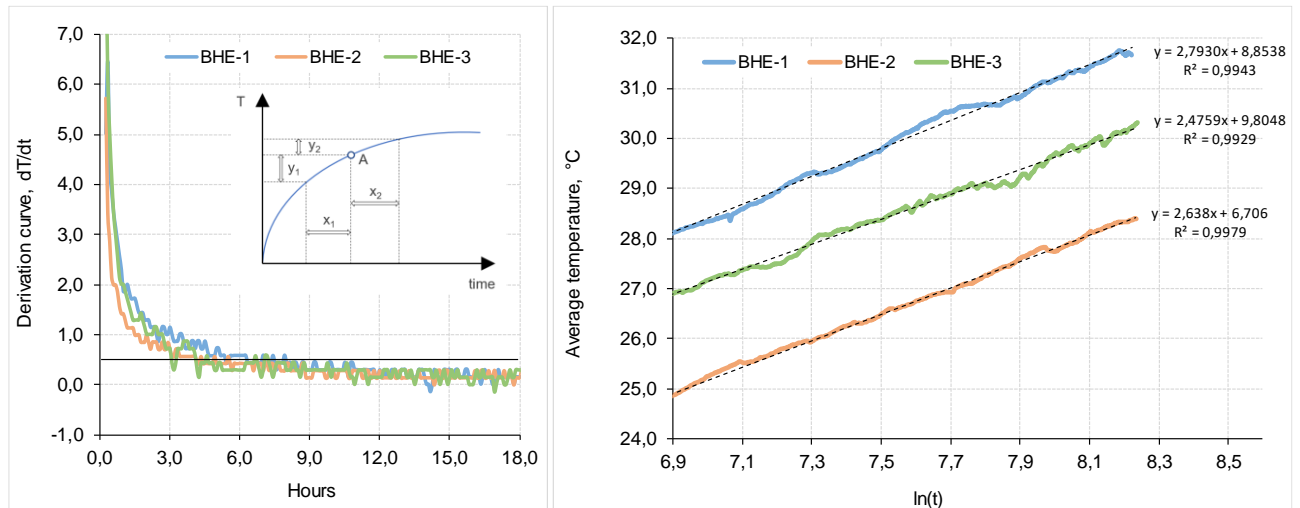 7,0
6,0
5,0
4,0
3,0
2,0
1,0
0,0
-1,0
Derivation curve, dT/dt
BHE-1 BHE-2 BHE-3
T
y₂
A
y₁
x₂
x₁
time
0,0 3,0 6,0 9,0 12,0 15,0 18,0
Hours
32,0
31,0
30,0
29,0
28,0
27,0
26,0
25,0
24,0
Average temperature, °C
BHE-1 BHE-2 BHE-3
y = 2,7930x + 8,8538
R² = 0,9943
y = 2,4759x + 9,8048
R² = 0,9929
y = 2,638x + 6,706
R² = 0,9979
6,9 7,1 7,3 7,5 7,7 7,9 8,1 8,3 8,5
ln(t)